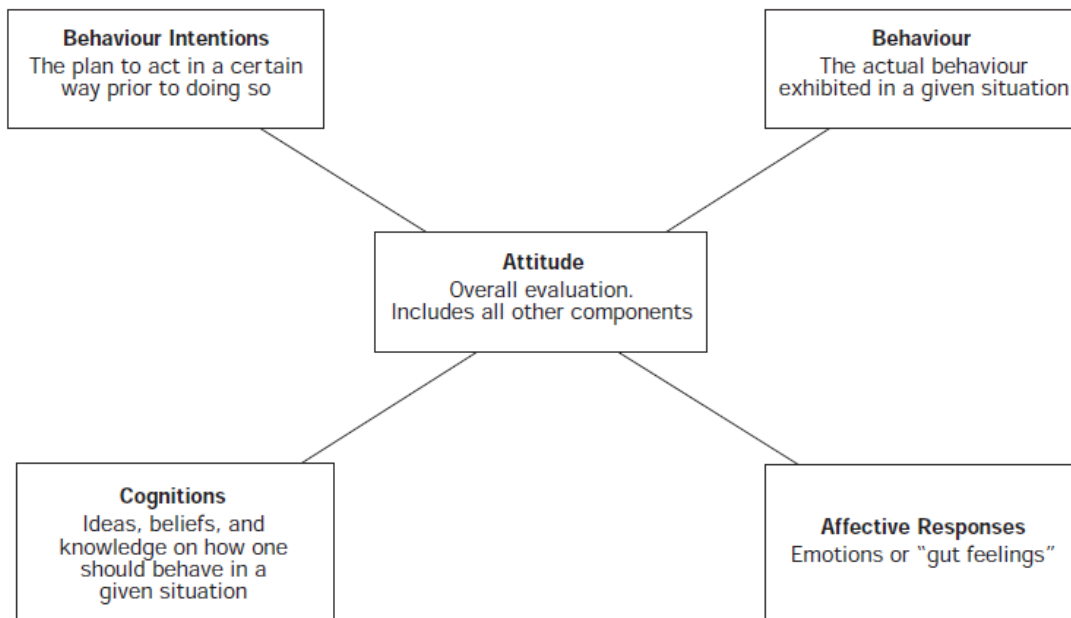 Behaviour Intentions
The plan to act in a certain
way prior to doing so
Behaviour
The actual behaviour
exhibited in a given situation
Attitude
Overall evaluation.
Includes all other components
Cognitions
Ideas, beliefs, and
knowledge on how one
should behave in a
given situation
Affective Responses
Emotions or “gut feelings”